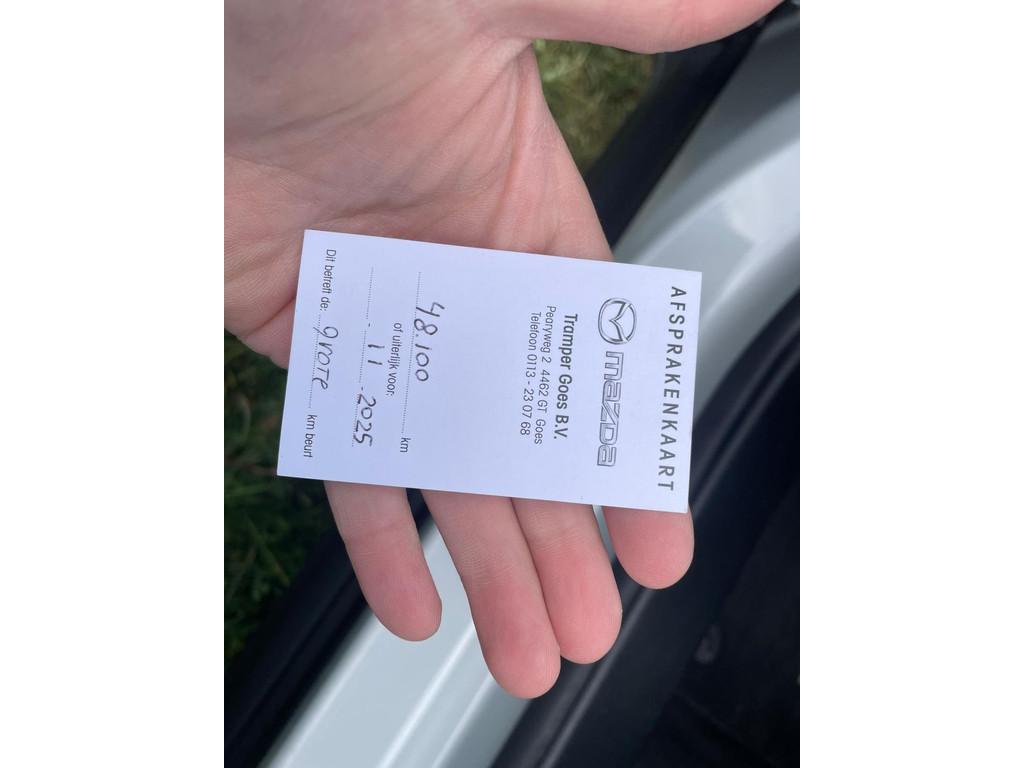 AFSPRAKENKAART
mazda
Tramper Goes B.V.
Pearyweg 2 4462 GT Goes
Telefoon 0113 - 23 07 68
48.100 km
of uiterlijk voor:
- 11 - 2025
Dit betreft de: grote km beurt